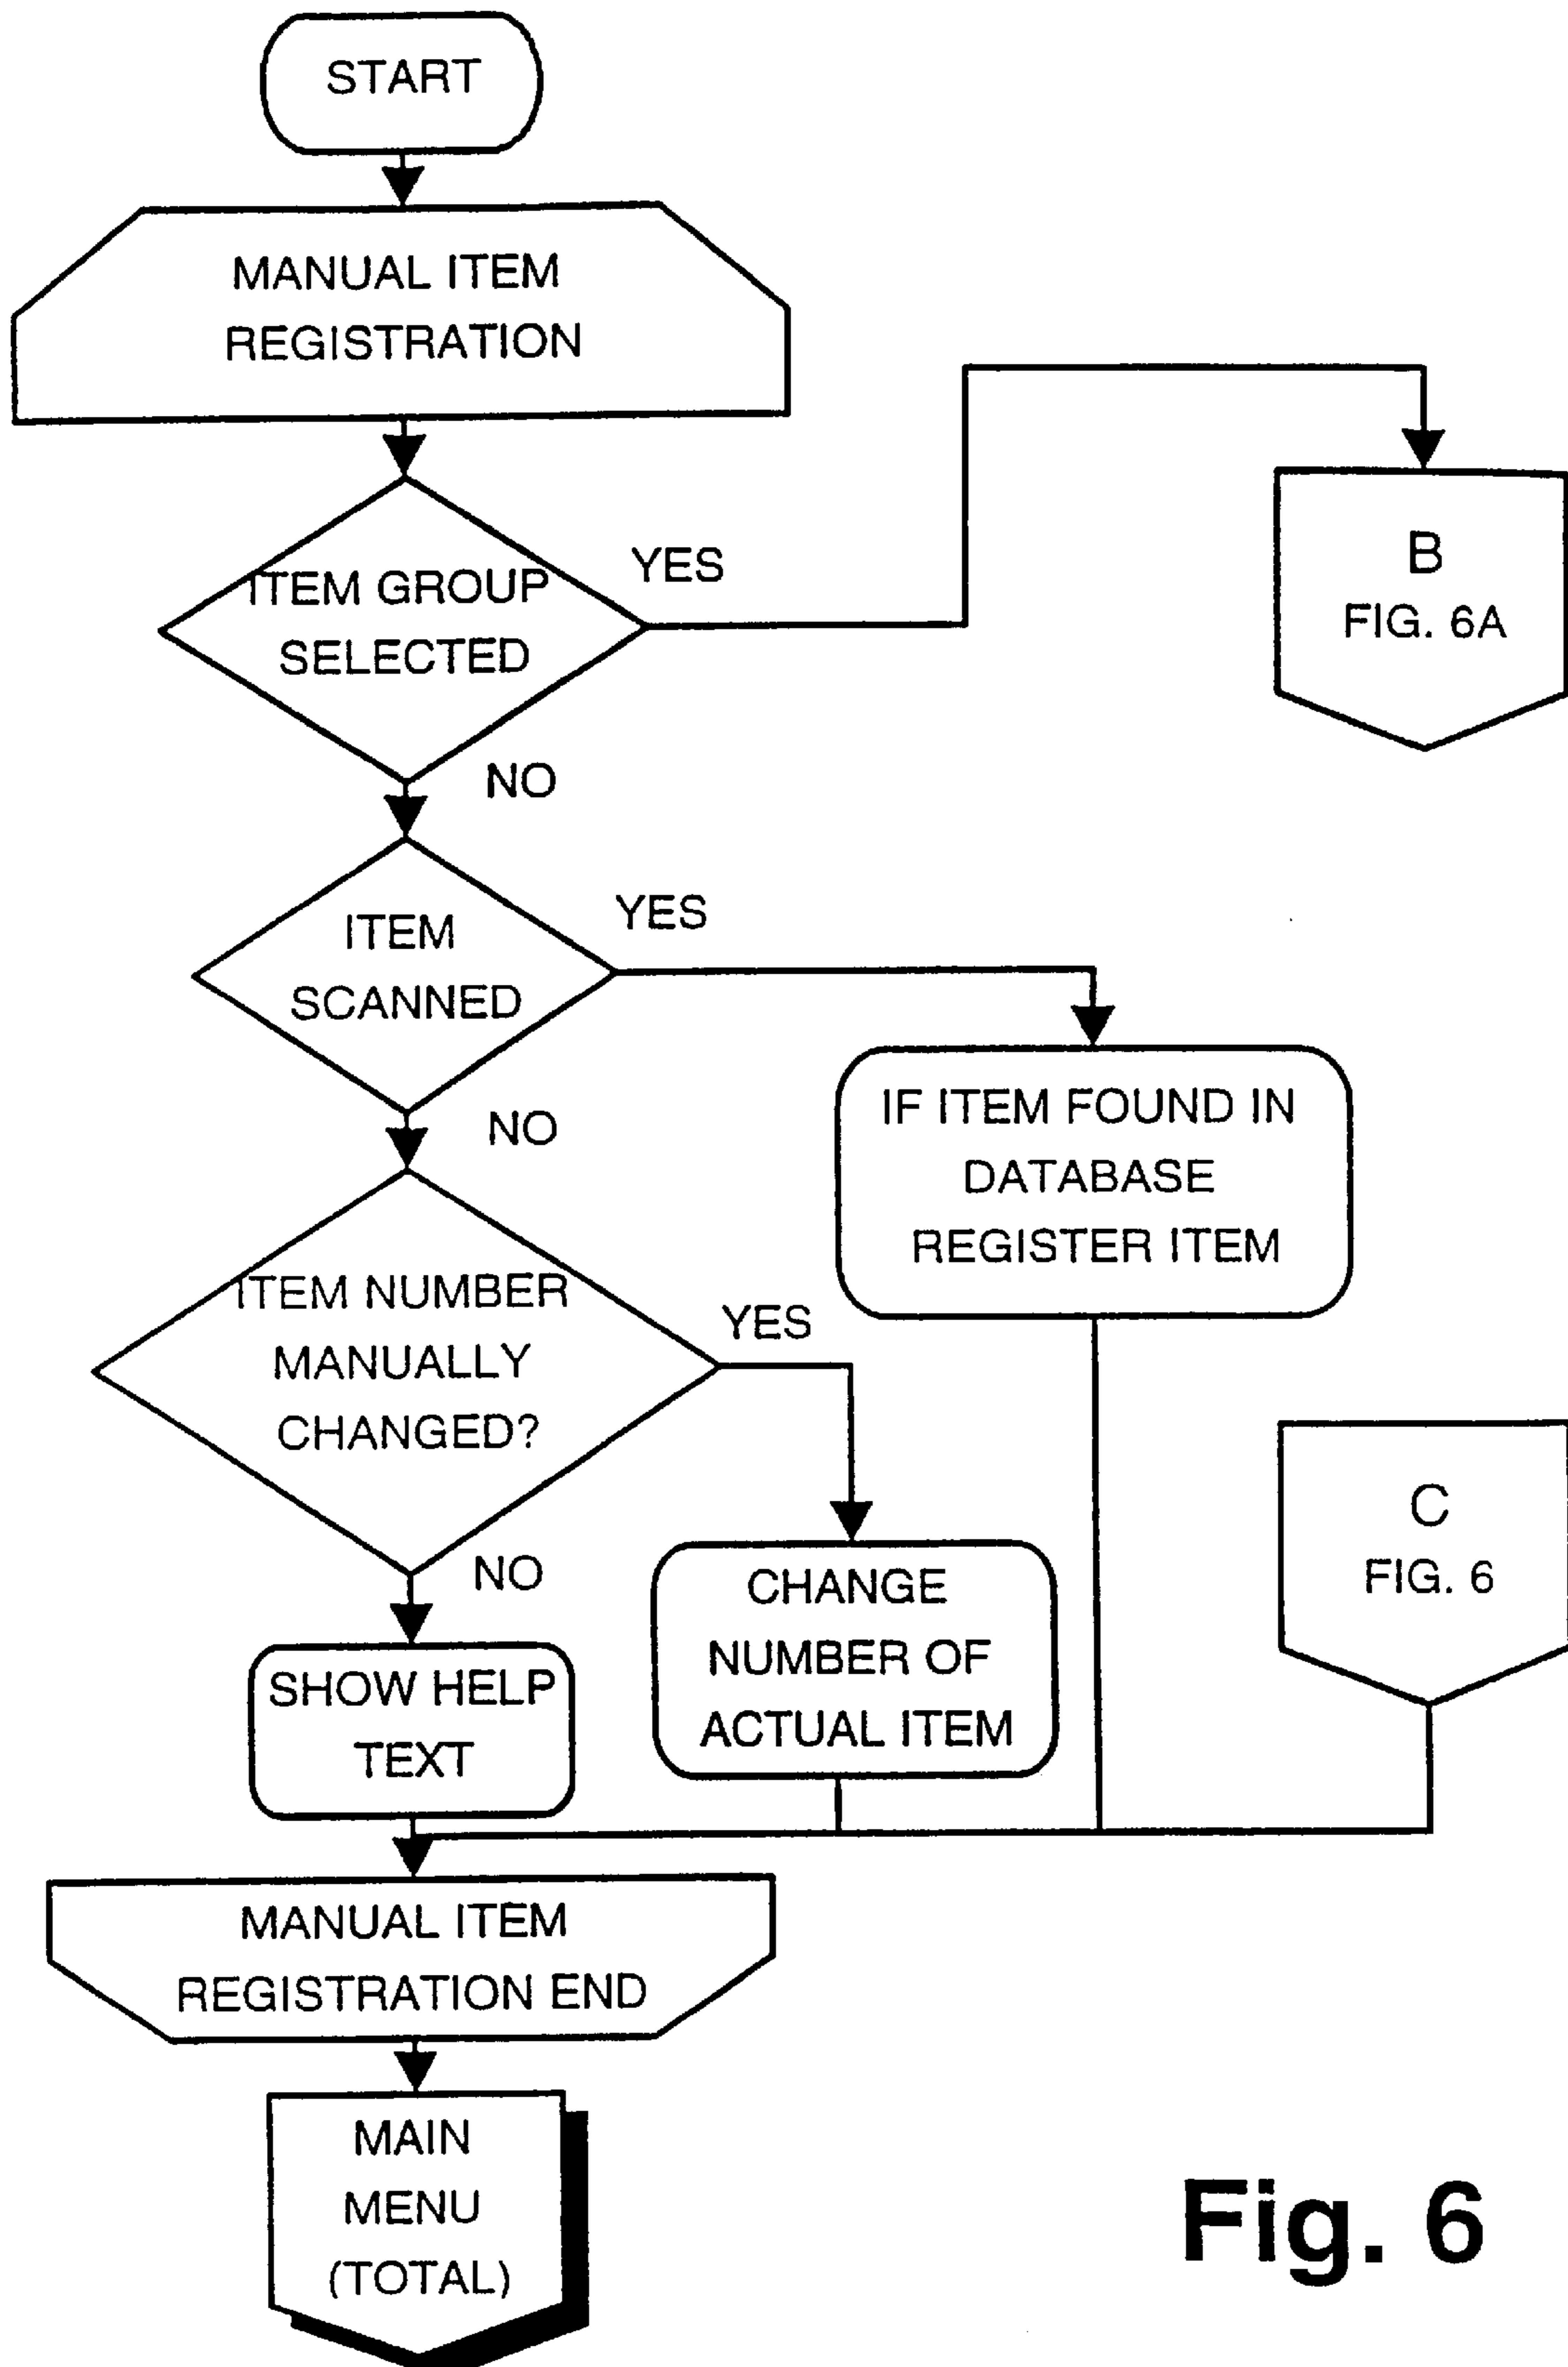 START
MANUAL ITEM
REGISTRATION
ITEM GROUP
SELECTED
YES
B
FIG. 6A
NO
ITEM
SCANNED
YES
IF ITEM FOUND IN
DATABASE
REGISTER ITEM
NO
ITEM NUMBER
MANUALLY
CHANGED?
YES
C
FIG. 6
NO
CHANGE
NUMBER OF
ACTUAL ITEM
SHOW HELP
TEXT
MANUAL ITEM
REGISTRATION END
MAIN
MENU
(TOTAL)
Fig. 6